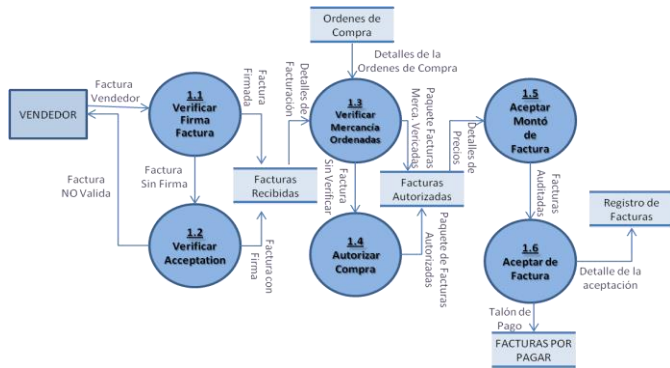 Ordenes de
Compra
Detalles de la
Ordenes de Compra
Factura
Vendedor
VENDEDOR
1.1
Verificar
Firma
Factura
Factura
Firmada
Detalles de
Facturación
1.3
Verificar
Mercancía
Ordenadas
Paquete Facturas
Merca. Vericadas
1.5
Aceptar
Montó de
Factura
Detalles de
Precios
Factura
NO Valida
Factura
Sin Firma
Facturas
Recibidas
Factura
Sin Verificar
Facturas
Autorizadas
Facturas
Auditadas
Registro de
Facturas
1.2
Verificar
Acceptation
Factura con
Firma
1.4
Autorizar
Compra
Paquete de Facturas
Autorizadas
1.6
Aceptar de
Factura
Detalle de la
aceptación
Talón de
Pago
FACTURAS POR
PAGAR